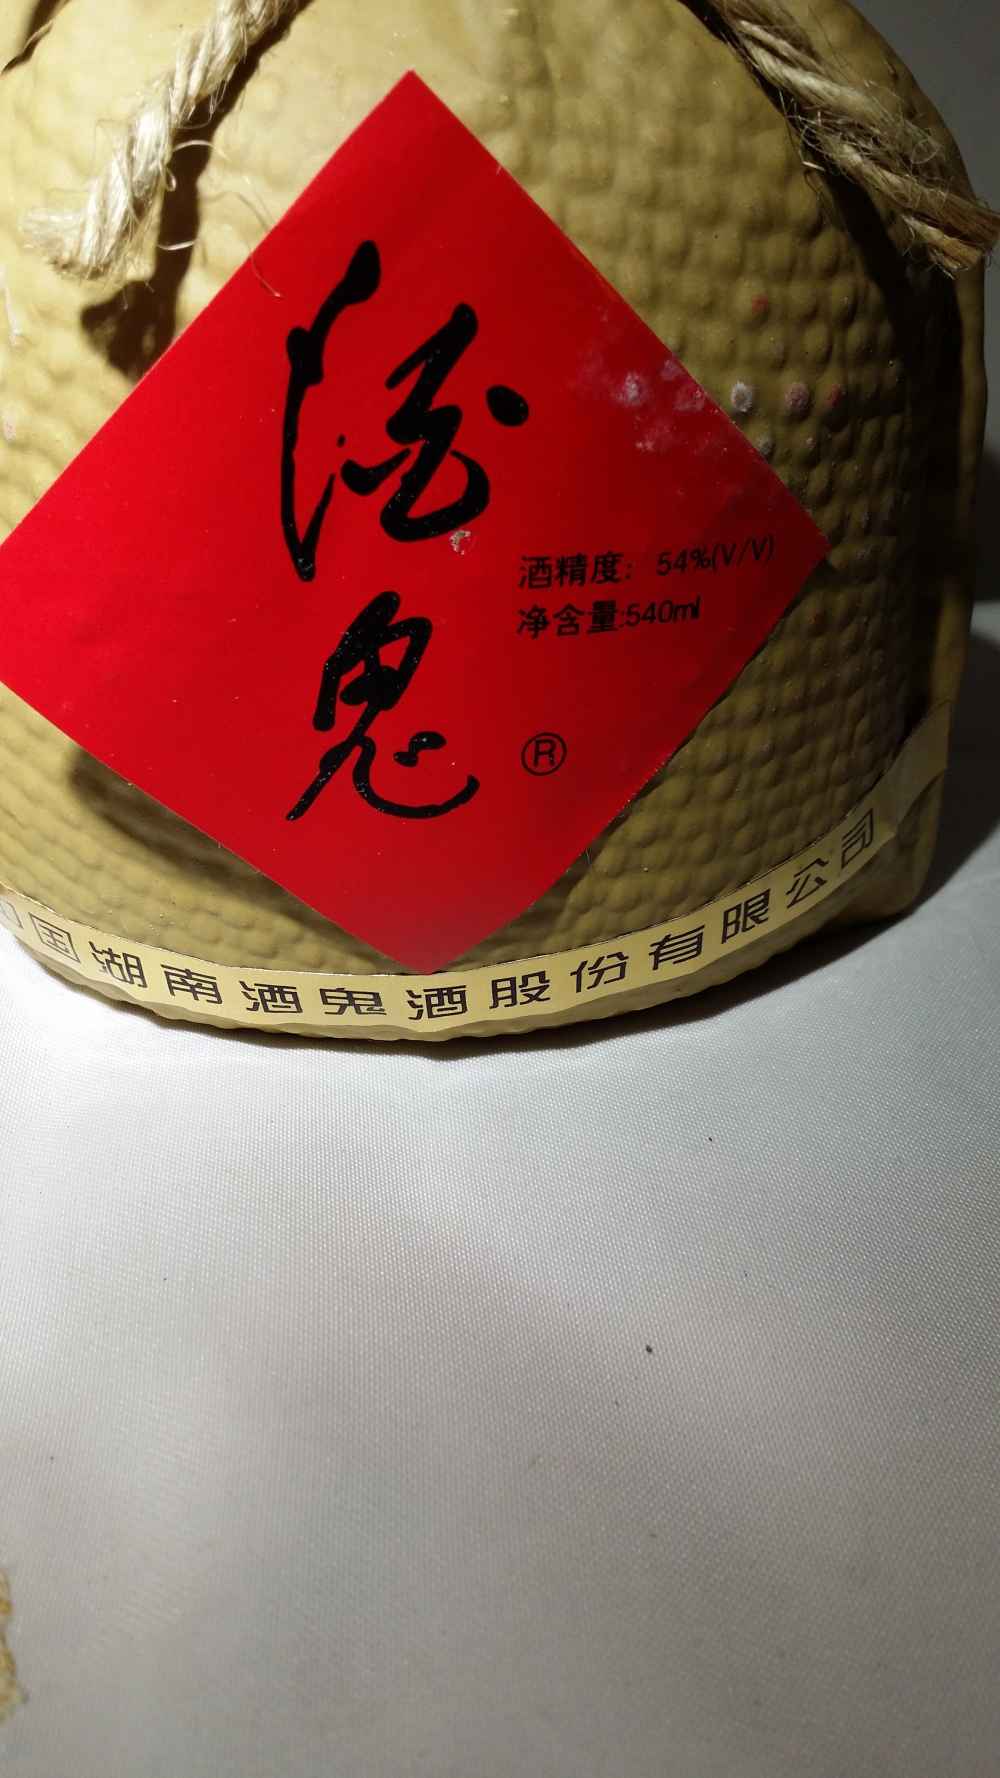 酒鬼
酒精度: 54%(V/V)
净含量:540ml
®
中国湖南酒鬼酒股份有限公司